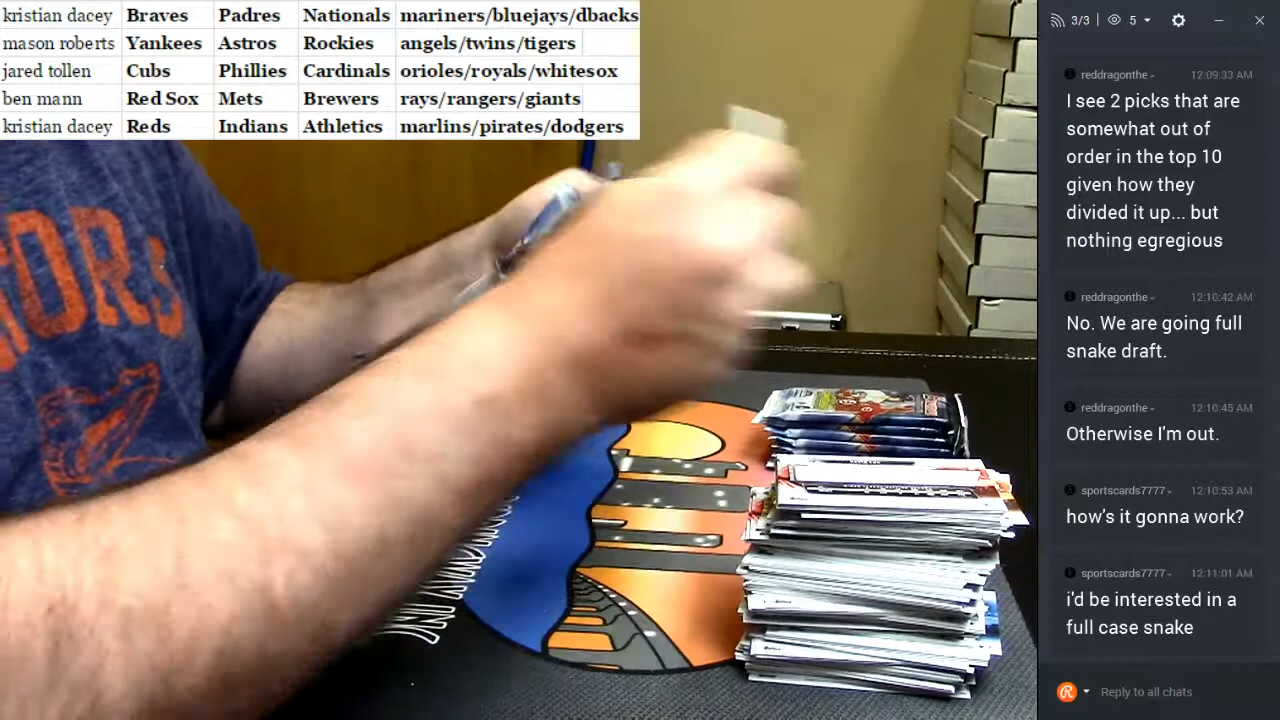 kristian dacey Braves Padres Nationals mariners/bluejays/dbacks
mason roberts Yankees Astros Rockies angels/twins/tigers
jared tollen Cubs Phillies Cardinals orioles/royals/whitesox
ben mann Red Sox Mets Brewers rays/rangers/giants
kristian dacey Reds Indians Athletics marlins/pirates/dodgers
3/3 5
reddragonthe 12:09:33 AM
I see 2 picks that are
somewhat out of
order in the top 10
given how they
divided it up... but
nothing egregious
reddragonthe 12:10:42 AM
No. We are going full
snake draft.
reddragonthe 12:10:45 AM
Otherwise I'm out.
sportscards7777 12:10:53 AM
how's it gonna work?
sportscards7777 12:11:01 AM
i'd be interested in a
full case snake
Reply to all chats